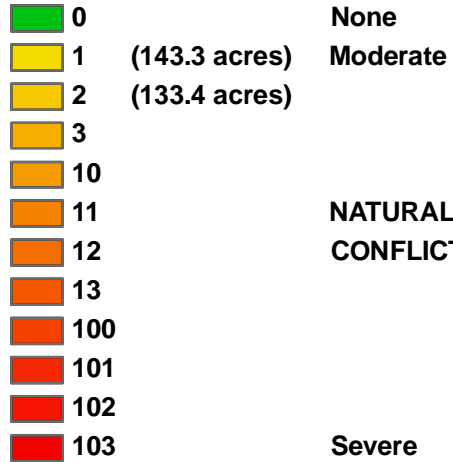 0 None
1 (143.3 acres) Moderate
2 (133.4 acres)
3
10
11 NATURAL
12 CONFLICT
13
100
101
102
103 Severe